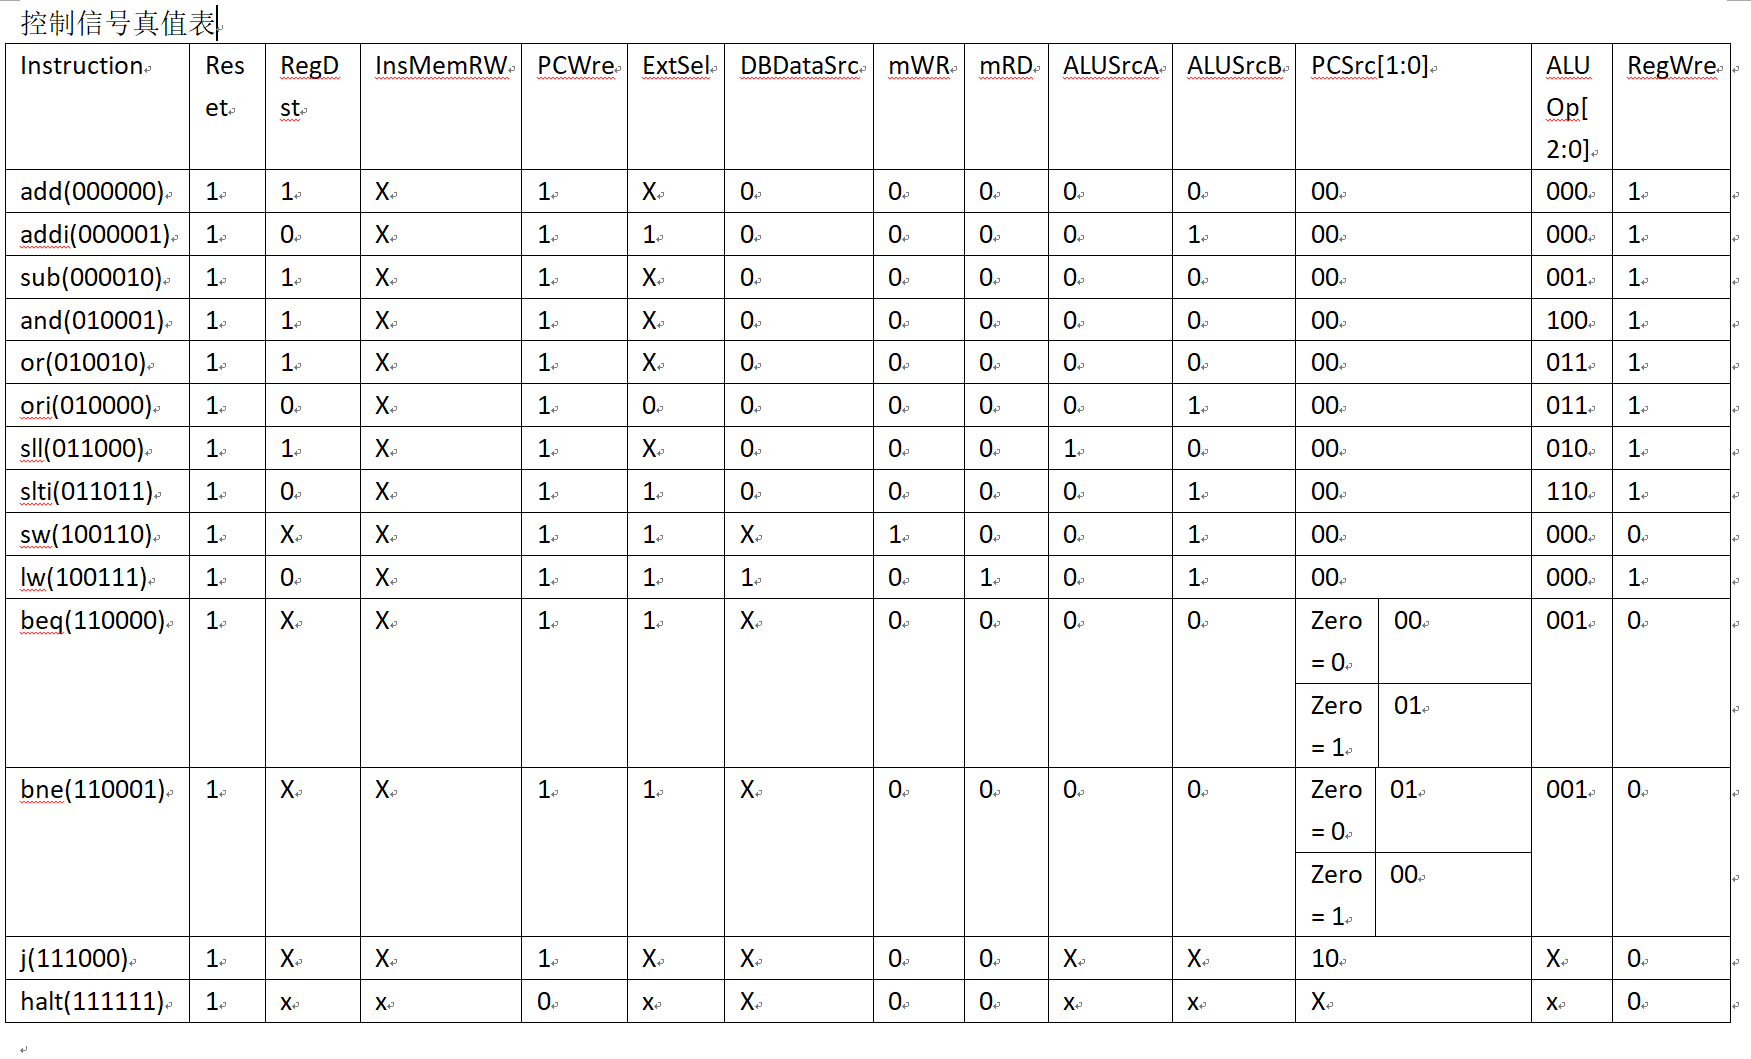 控制信号真值表
Instruction Res et RegD st InsMemRW PCWre ExtSel DBDataSrc mWR mRD ALUSrcA ALUSrcB PCSrc[1:0] ALU Op[ 2:0] RegWre
add(000000) 1 1 X 1 X 0 0 0 0 0 00 000 1
addi(000001) 1 0 X 1 1 0 0 0 0 1 00 000 1
sub(000010) 1 1 X 1 X 0 0 0 0 0 00 001 1
and(010001) 1 1 X 1 X 0 0 0 0 0 00 100 1
or(010010) 1 1 X 1 X 0 0 0 0 0 00 011 1
ori(010000) 1 0 X 1 0 0 0 0 0 1 00 011 1
sll(011000) 1 1 X 1 X 0 0 0 1 0 00 010 1
slti(011011) 1 0 X 1 1 0 0 0 0 1 00 110 1
sw(100110) 1 X X 1 1 X 1 0 0 1 00 000 0
lw(100111) 1 0 X 1 1 1 0 1 0 1 00 000 1
beq(110000) 1 X X 1 1 X 0 0 0 0 Zero = 0 00 001 0
Zero = 1 01
bne(110001) 1 X X 1 1 X 0 0 0 0 Zero = 0 01 001 0
Zero = 1 00
j(111000) 1 X X 1 X X 0 0 X X 10 X 0
halt(111111) 1 x x 0 x X 0 0 x x X x 0